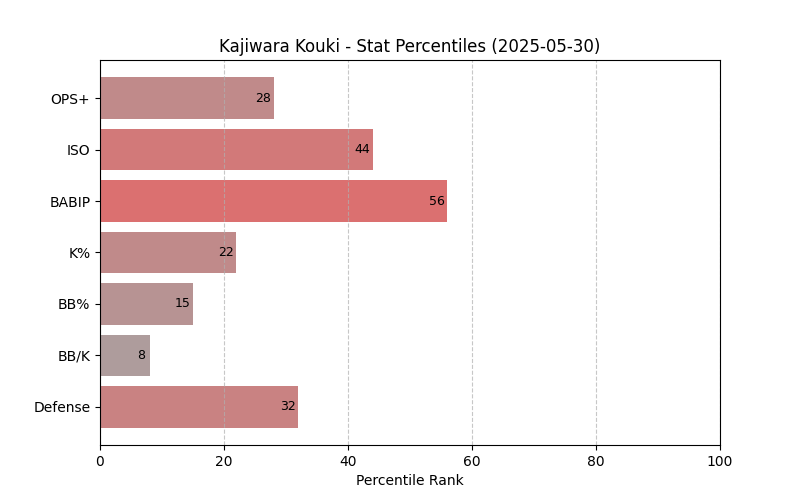 Kajiwara Kouki - Stat Percentiles (2025-05-30)
OPS+ 28
ISO 44
BABIP 56
K% 22
BB% 15
BB/K 8
Defense 32
0 20 40 60 80 100
Percentile Rank